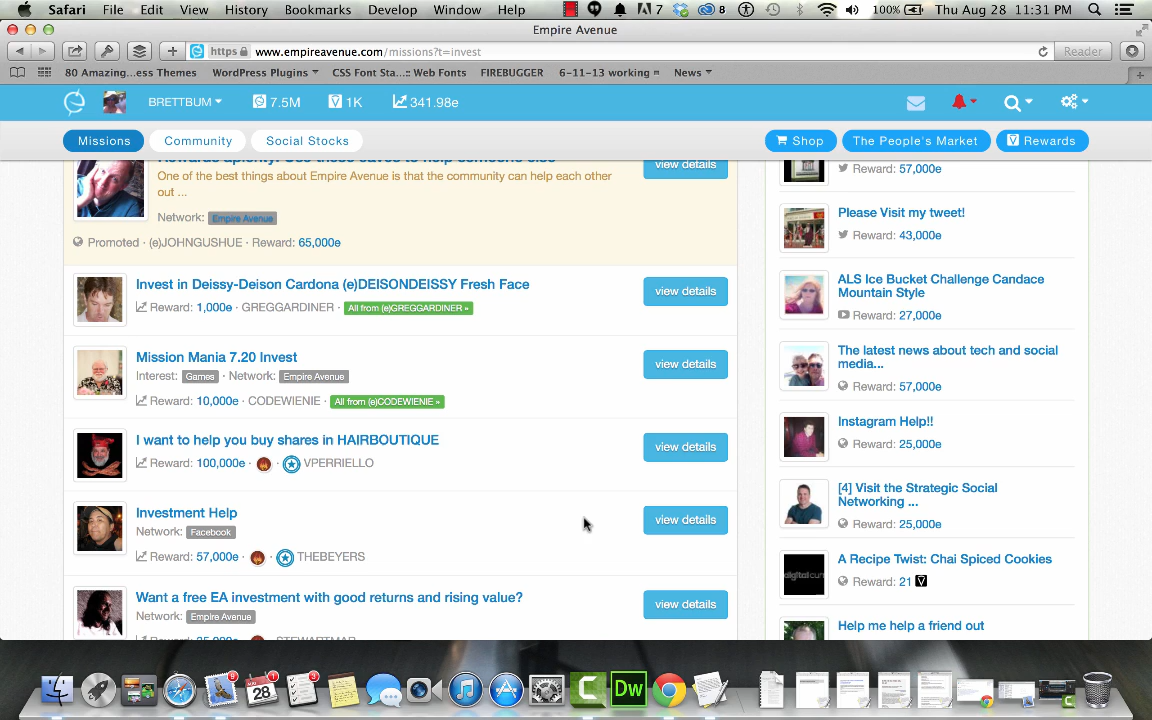 Safari File Edit View History Bookmarks Develop Window Help 7 8 100% Thu Aug 28 11:31 PM
Empire Avenue
https www.empireavenue.com/missions?t=invest Reader
80 Amazing...ess Themes WordPress Plugins CSS Font Sta...:: Web Fonts FIREBUGGER 6-11-13 working News
BRETTBUM 7.5M 1K 341.98e
Missions Community Social Stocks Shop The People's Market Rewards
view details
One of the best things about Empire Avenue is that the community can help each other
out ...
Network: Empire Avenue
Promoted · (e)JOHNGUSHUE · Reward: 65,000e
Invest in Deissy-Deison Cardona (e)DEISONDEISSY Fresh Face
Reward: 1,000e · GREGGARDINER · All from (e)GREGGARDINER »
view details
Mission Mania 7.20 Invest
Interest: Games · Network: Empire Avenue
Reward: 10,000e · CODEWIENIE · All from (e)CODEWIENIE »
view details
I want to help you buy shares in HAIRBOUTIQUE
Reward: 100,000e · · VPERRIELLO
view details
Investment Help
Network: Facebook
Reward: 57,000e · · THEBEYERS
view details
Want a free EA investment with good returns and rising value?
Network: Empire Avenue
view details
Reward: 57,000e
Please Visit my tweet!
Reward: 43,000e
ALS Ice Bucket Challenge Candace
Mountain Style
Reward: 27,000e
The latest news about tech and social
media...
Reward: 57,000e
Instagram Help!!
Reward: 25,000e
[4] Visit the Strategic Social
Networking ...
Reward: 25,000e
A Recipe Twist: Chai Spiced Cookies
Reward: 21
Help me help a friend out
9 1 3
AUG
28
Dw